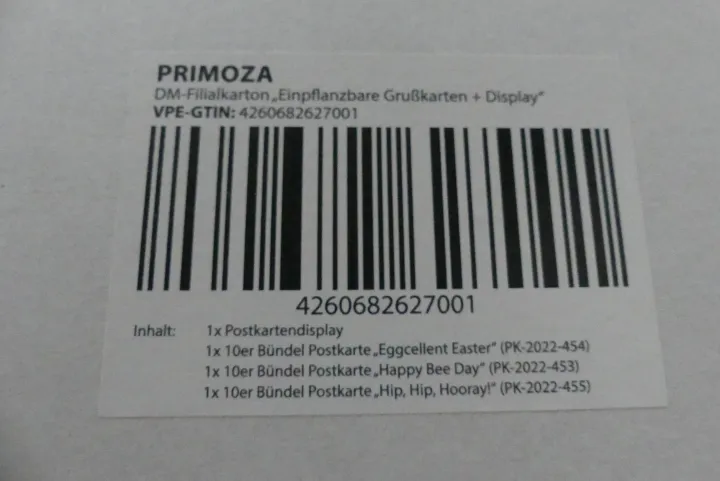 PRIMOZA
DM-Filialkarton „Einpflanzbare Grußkarten + Display“
VPE-GTIN: 4260682627001
4260682627001
Inhalt: 1x Postkartendisplay
1x 10er Bündel Postkarte „Eggcellent Easter“ (PK-2022-454)
1x 10er Bündel Postkarte „Happy Bee Day“ (PK-2022-453)
1x 10er Bündel Postkarte „Hip, Hip, Hooray!“ (PK-2022-455)